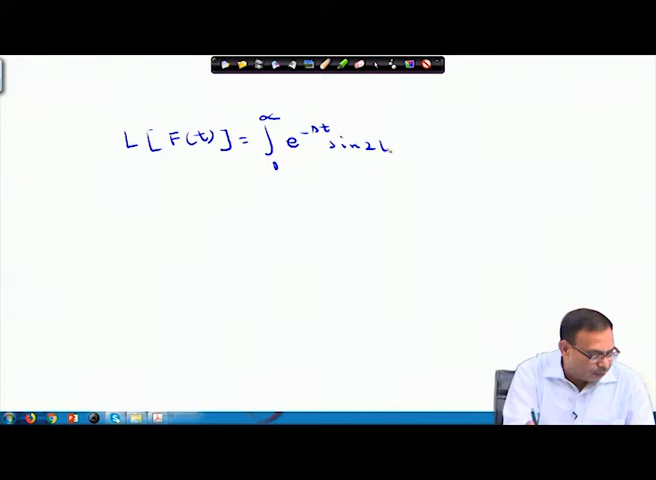 L [ F(t) ] = ∫₀^∞ e^{-st} sin 2t